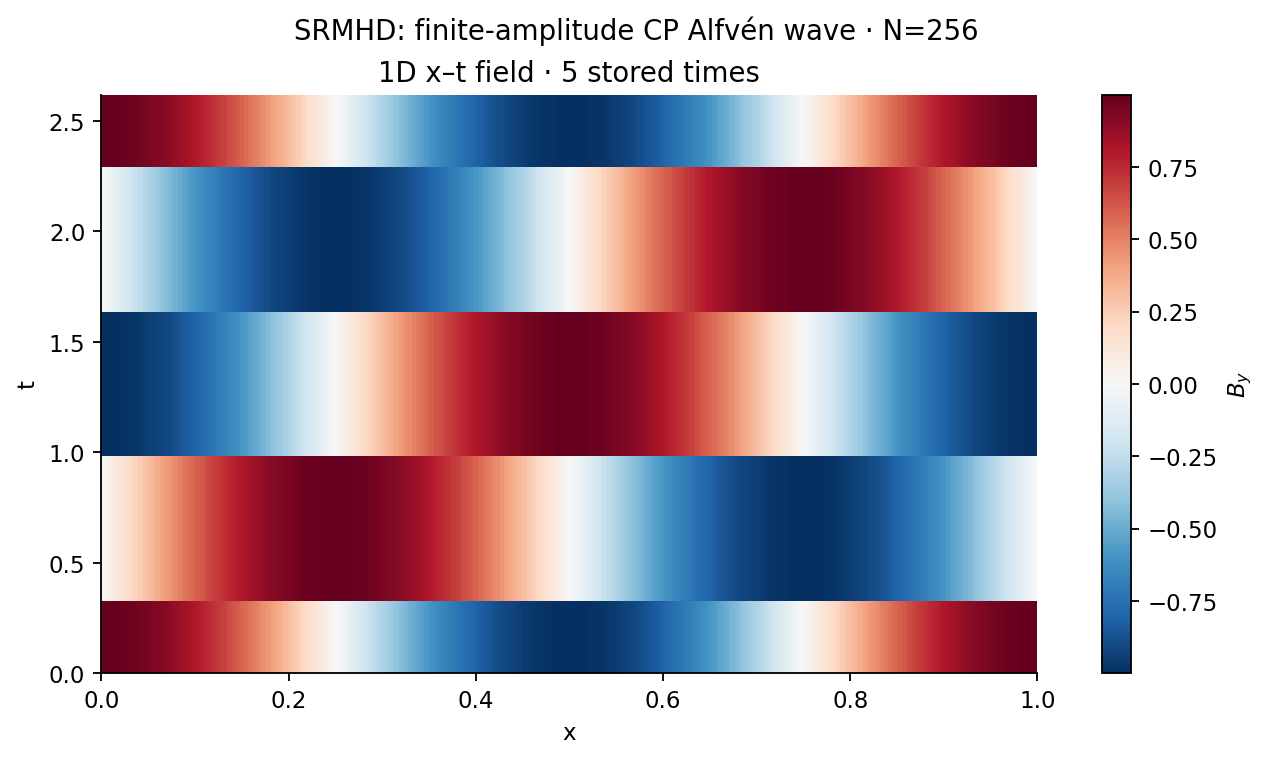 SRMHD: finite-amplitude CP Alfvén wave · N=256
1D x–t field · 5 stored times
2.5
2.0
1.5
1.0
0.5
0.0
t
0.0 0.2 0.4 0.6 0.8 1.0
x
0.75
0.50
0.25
0.00
−0.25
−0.50
−0.75
B_y